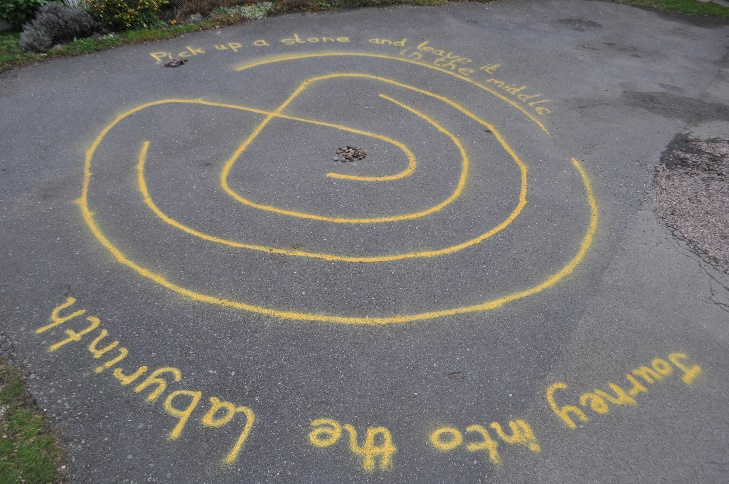 Pick up a stone and leave it
in the middle
Journey into the labyrinth